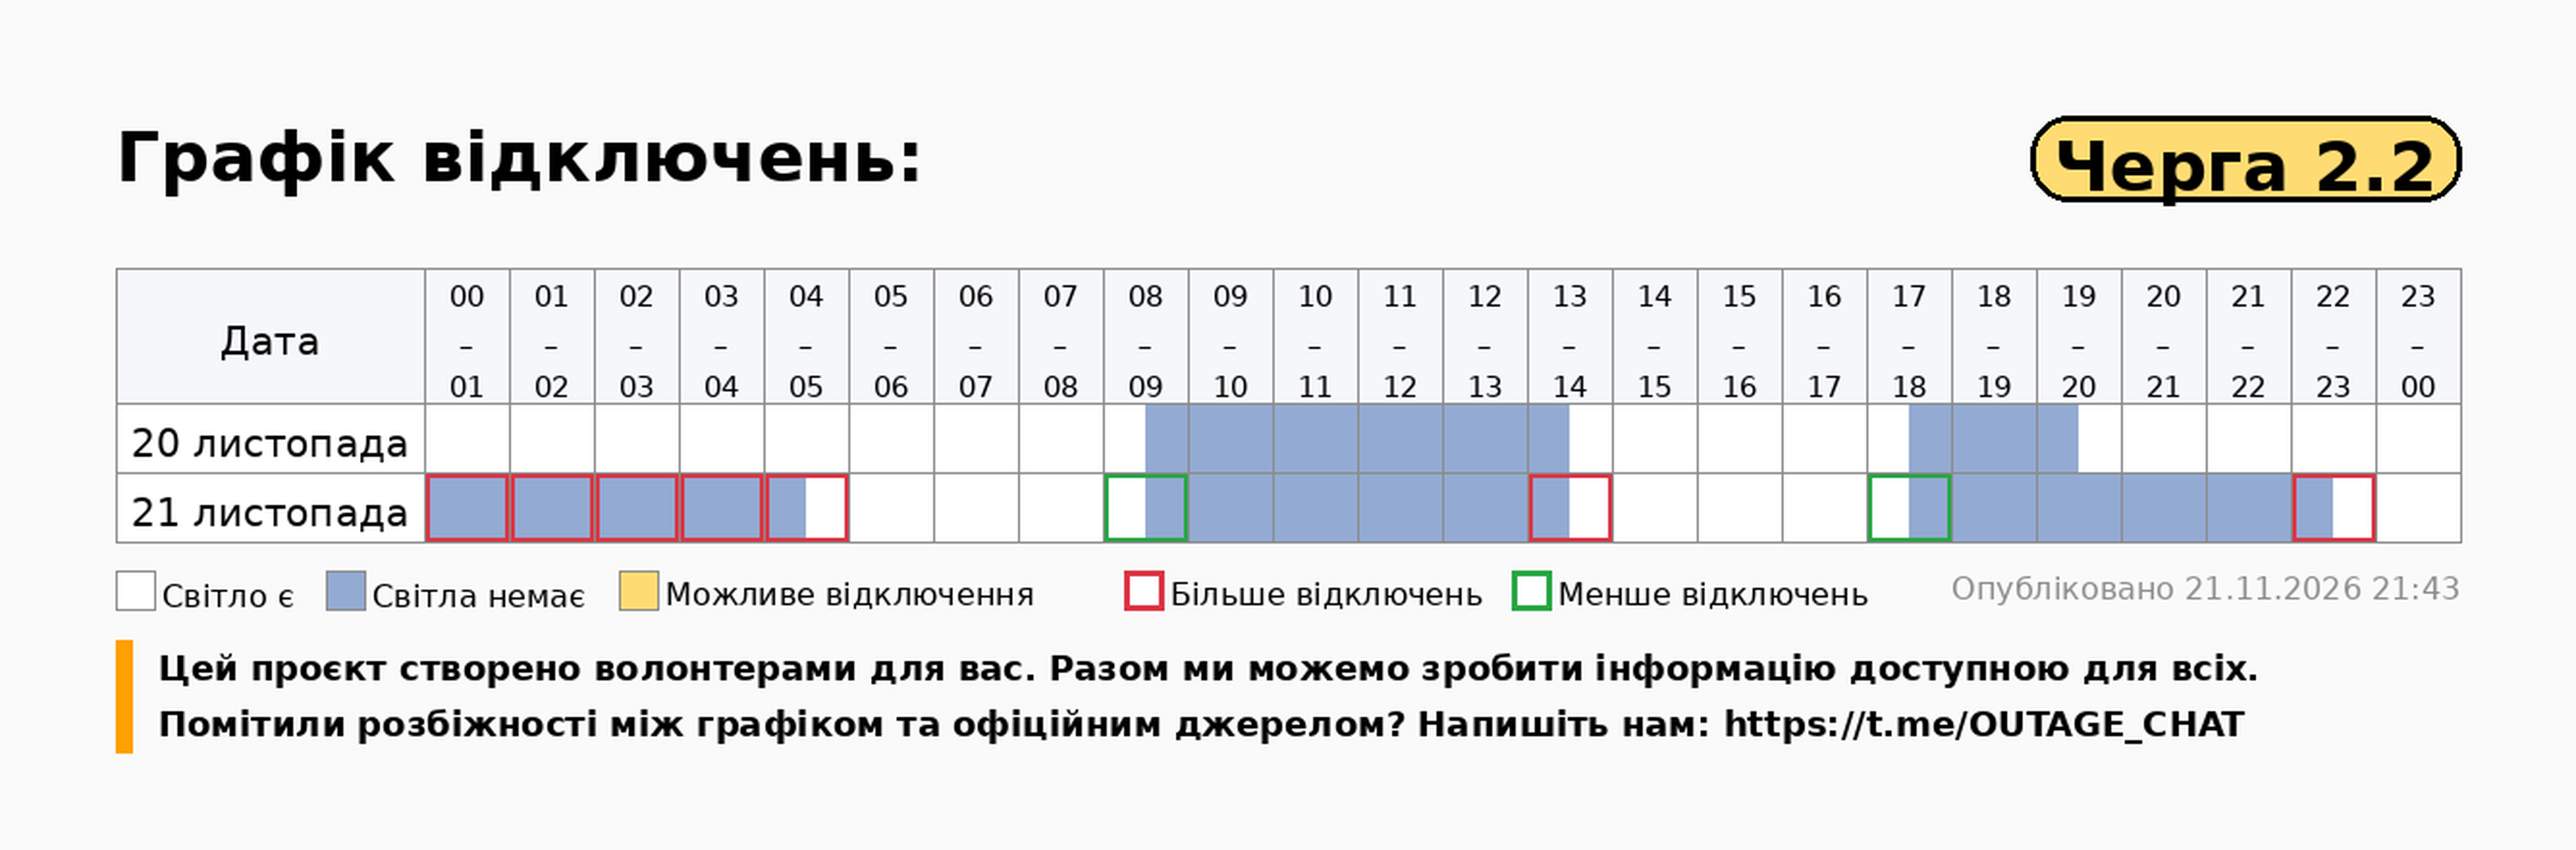 Графік відключень:
Черга 2.2
Дата
00 – 01
01 – 02
02 – 03
03 – 04
04 – 05
05 – 06
06 – 07
07 – 08
08 – 09
09 – 10
10 – 11
11 – 12
12 – 13
13 – 14
14 – 15
15 – 16
16 – 17
17 – 18
18 – 19
19 – 20
20 – 21
21 – 22
22 – 23
23 – 00
20 листопада
21 листопада
Світло є
Світла немає
Можливе відключення
Більше відключень
Менше відключень
Опубліковано 21.11.2026 21:43
Цей проєкт створено волонтерами для вас. Разом ми можемо зробити інформацію доступною для всіх.
Помітили розбіжності між графіком та офіційним джерелом? Напишіть нам: https://t.me/OUTAGE_CHAT